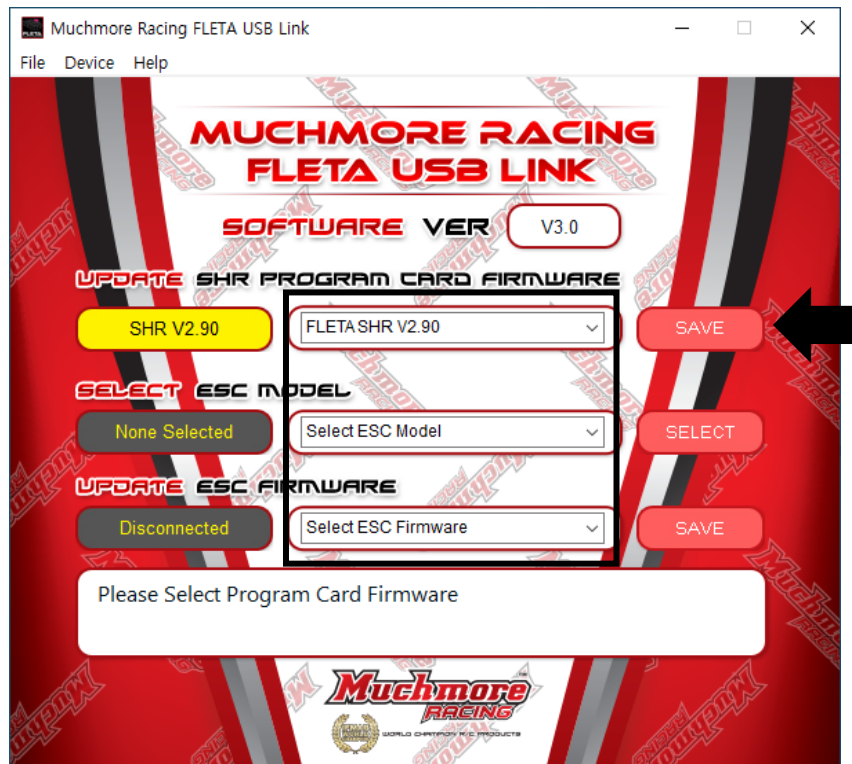 Muchmore Racing FLETA USB Link
File Device Help
MUCHMORE RACING
FLETA USB LINK
SOFTWARE VER V3.0
UPDATE SHR PROGRAM CARD FIRMWARE
SHR V2.90 FLETA SHR V2.90 SAVE
SELECT ESC MODEL
None Selected Select ESC Model SELECT
UPDATE ESC FIRMWARE
Disconnected Select ESC Firmware SAVE
Please Select Program Card Firmware
Muchmore
RACING
WORLD CHAMPION R/C PRODUCTS